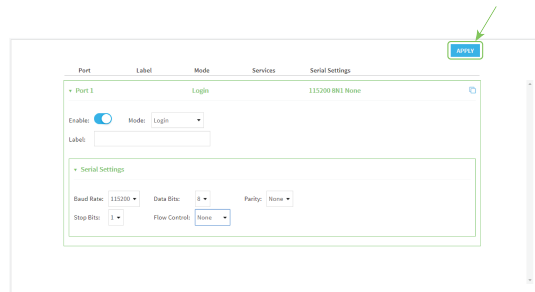 APPLY
Port Label Mode Services Serial Settings
Port 1 Login 115200 8N1 None
Enable: Mode: Login
Label:
Serial Settings
Baud Rate: 115200 Data Bits: 8 Parity: None
Stop Bits: 1 Flow Control: None